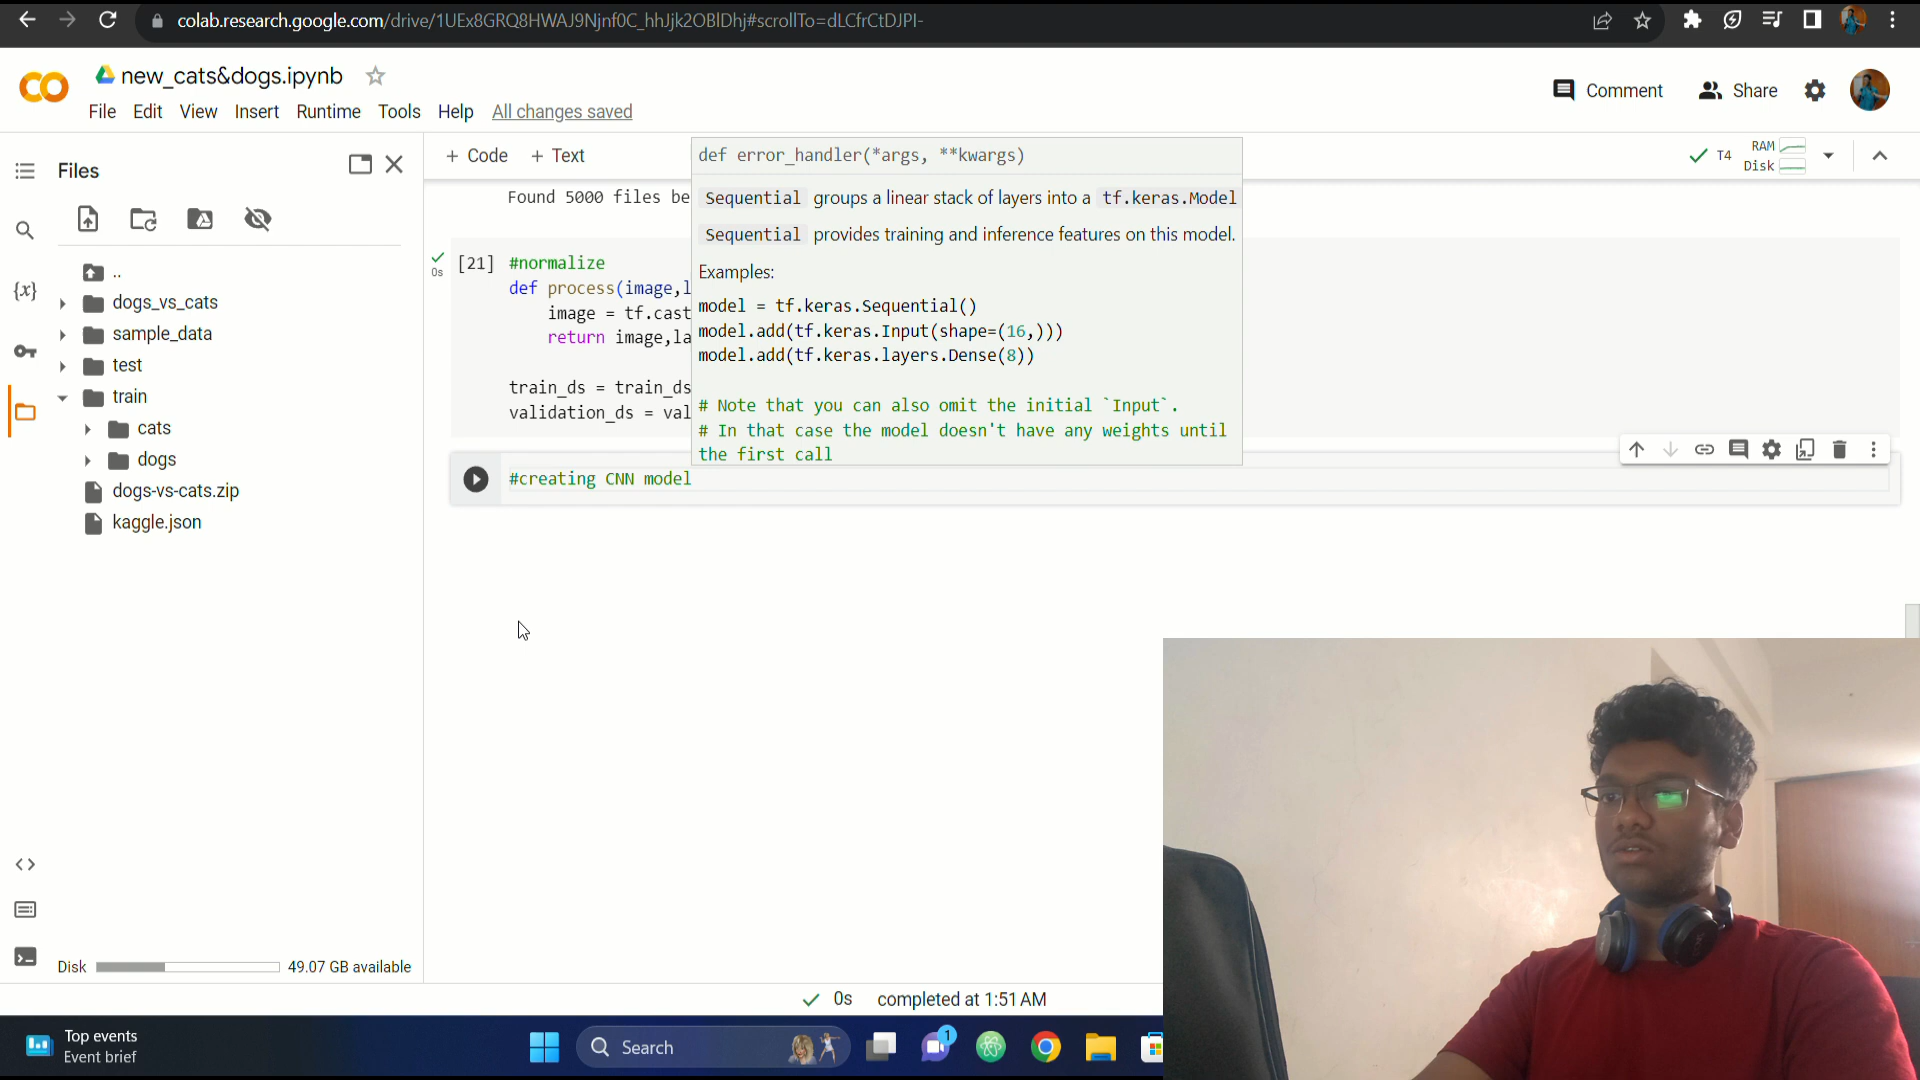 colab.research.google.com/drive/1UEx8GRQ8HWAJ9Njnf0C_hhJjk2OBlDhj#scrollTo=dLCfrCtDJPI-
new_cats&dogs.ipynb
Comment
Share
File Edit View Insert Runtime Tools Help All changes saved
Files
+ Code + Text
RAM
T4
Disk
def error_handler(*args, **kwargs)
Found 5000 files be
Sequential groups a linear stack of layers into a tf.keras.Model
Sequential provides training and inference features on this model.
Examples:
model = tf.keras.Sequential()
model.add(tf.keras.Input(shape=(16,)))
model.add(tf.keras.layers.Dense(8))
# Note that you can also omit the initial `Input`.
# In that case the model doesn't have any weights until
the first call
0s
[21]
#normalize
def process(image,l
image = tf.cast
return image,la
train_ds = train_ds
validation_ds = val
#creating CNN model
{x}
..
dogs_vs_cats
sample_data
test
train
cats
dogs
dogs-vs-cats.zip
kaggle.json
Disk
49.07 GB available
0s completed at 1:51 AM
Top events
Event brief
Search
1